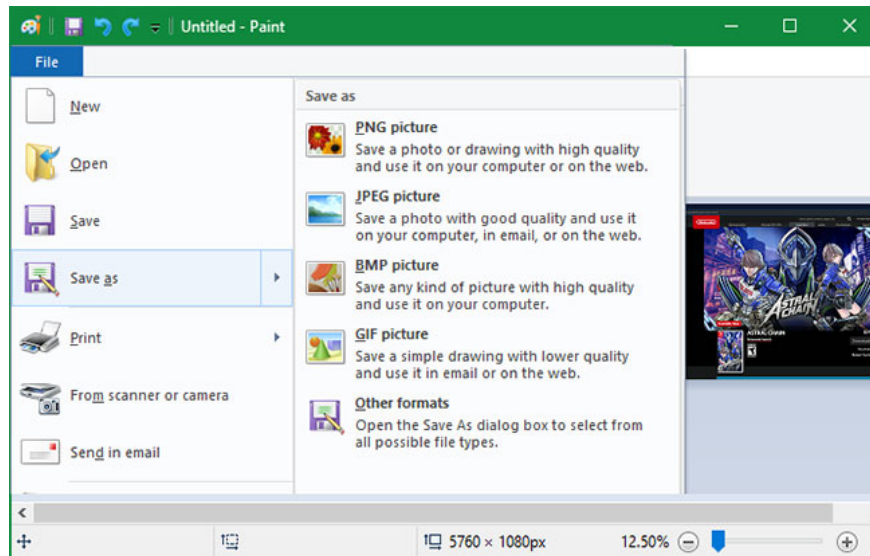 Untitled - Paint
File
New
Open
Save
Save as
Print
From scanner or camera
Send in email
Save as
PNG picture
Save a photo or drawing with high quality
and use it on your computer or on the web.
JPEG picture
Save a photo with good quality and use it
on your computer, in email, or on the web.
BMP picture
Save any kind of picture with high quality
and use it on your computer.
GIF picture
Save a simple drawing with lower quality
and use it in email or on the web.
Other formats
Open the Save As dialog box to select from
all possible file types.
Nintendo
ASTRAL
CHAIN
ASTRAL CHAIN
5760 × 1080px
12.50%